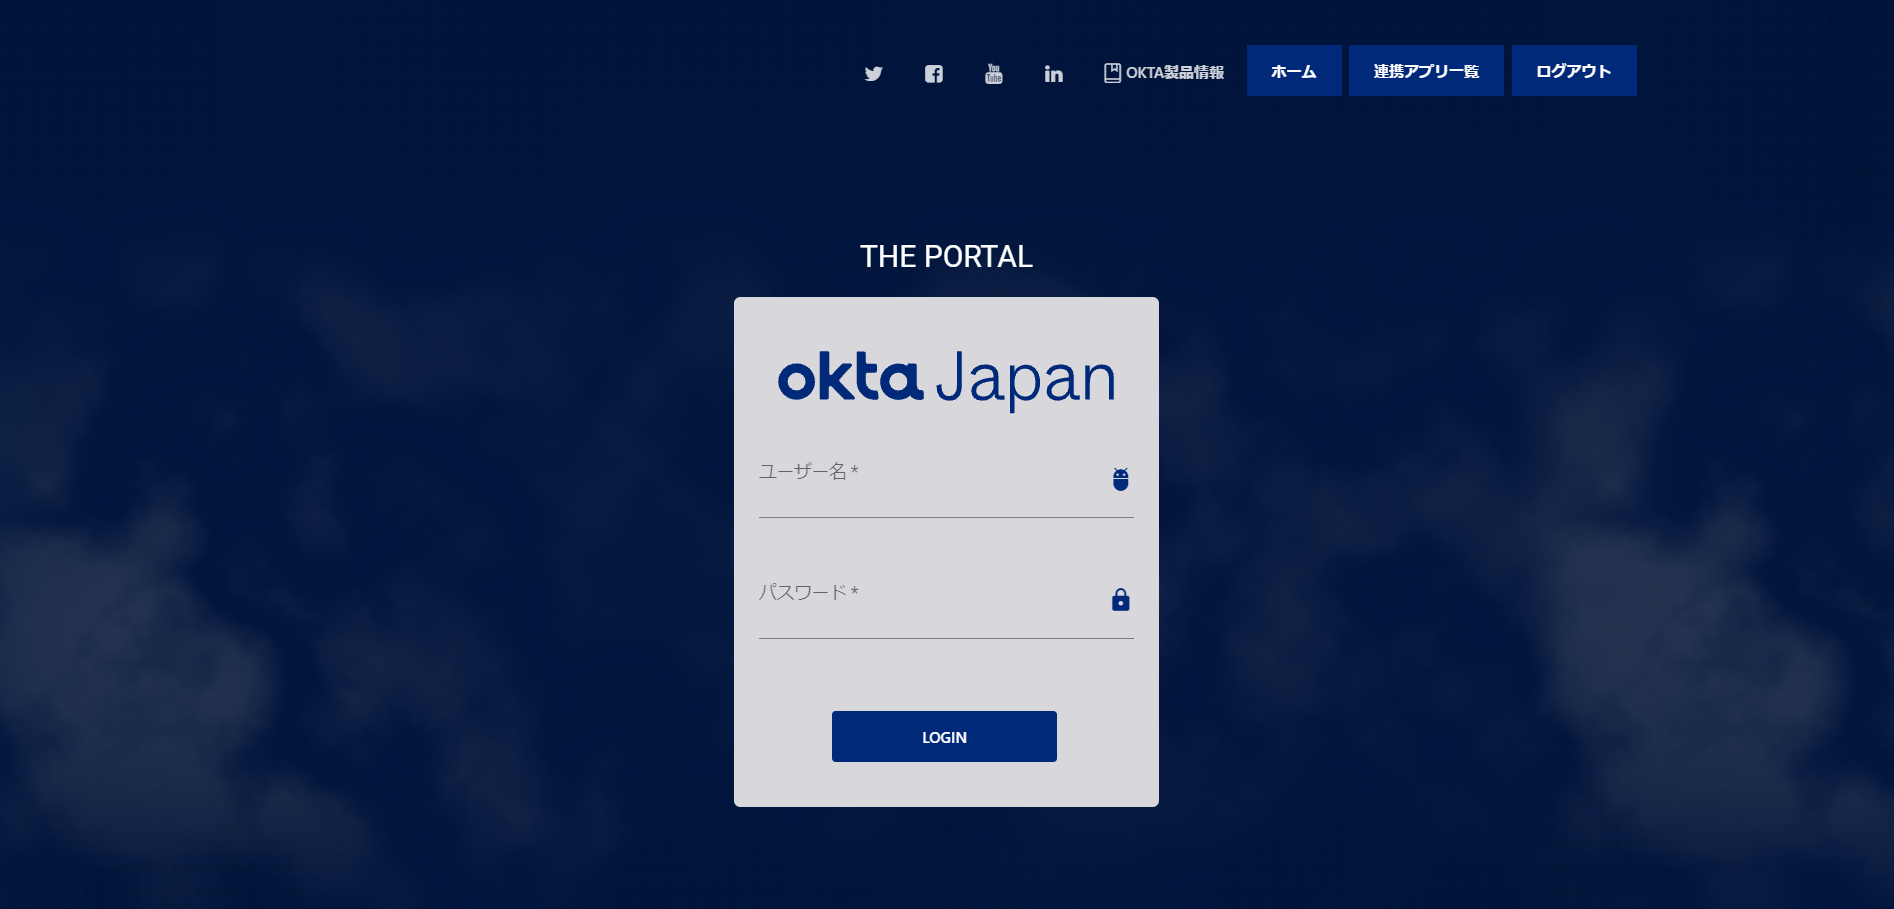 You
Tube
OKTA製品情報
ホーム
連携アプリ一覧
ログアウト
THE PORTAL
okta Japan
ユーザー名 *
パスワード *
LOGIN